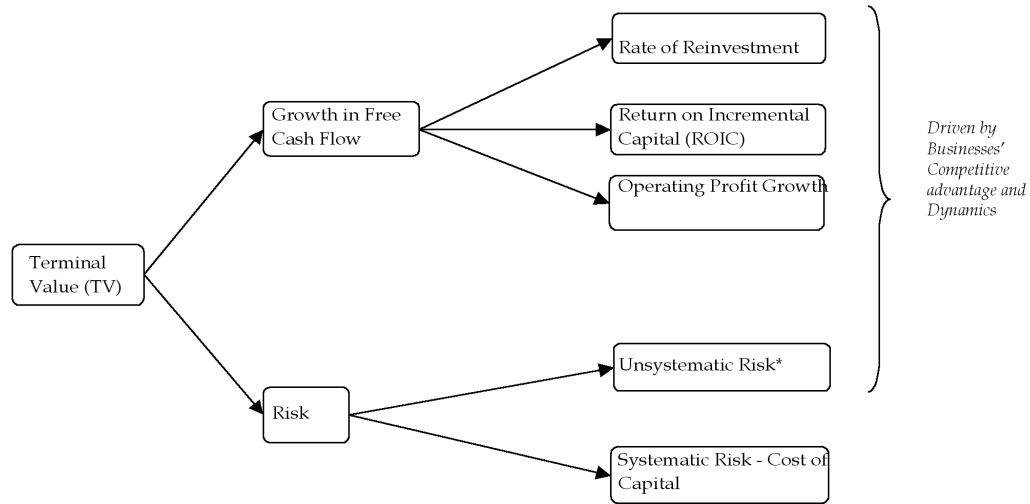 Terminal
Value (TV)
Growth in Free
Cash Flow
Risk
Rate of Reinvestment
Return on Incremental
Capital (ROIC)
Operating Profit Growth
Unsystematic Risk*
Systematic Risk - Cost of
Capital
Driven by
Businesses’
Competitive
advantage and
Dynamics